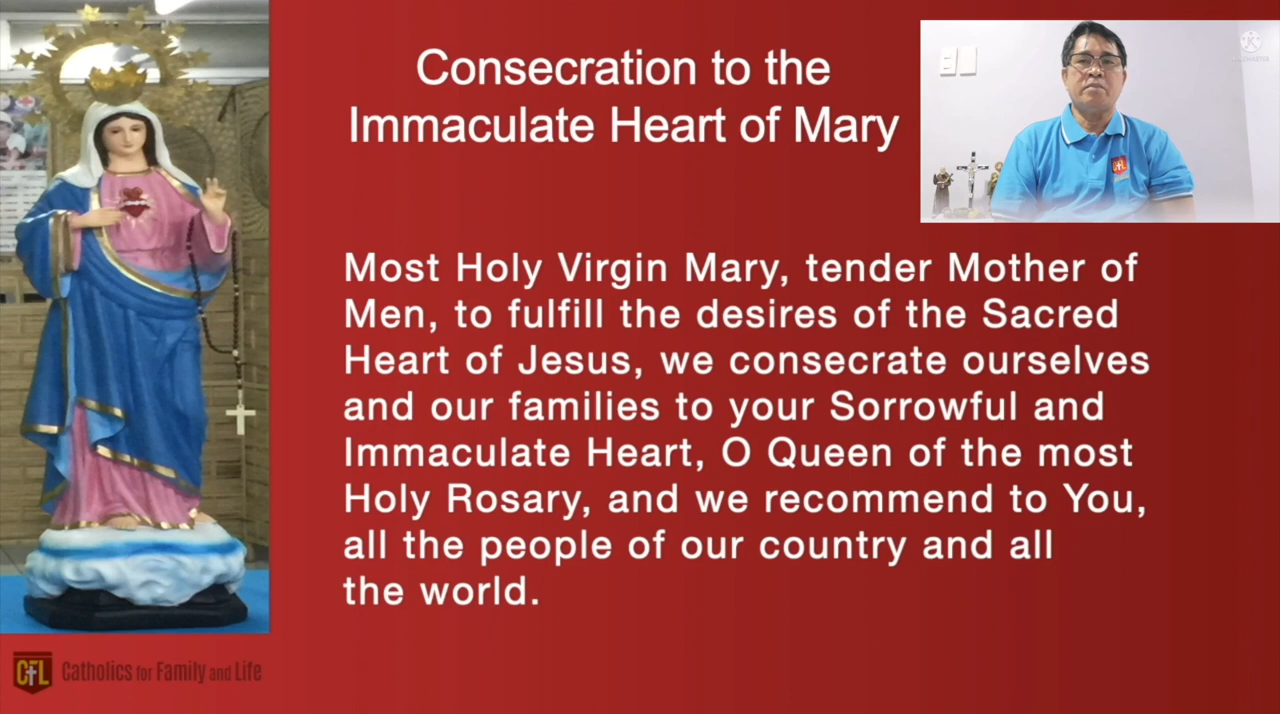 Consecration to the
Immaculate Heart of Mary
Most Holy Virgin Mary, tender Mother of
Men, to fulfill the desires of the Sacred
Heart of Jesus, we consecrate ourselves
and our families to your Sorrowful and
Immaculate Heart, O Queen of the most
Holy Rosary, and we recommend to You,
all the people of our country and all
the world.
CFL
CFL Catholics for Family and Life